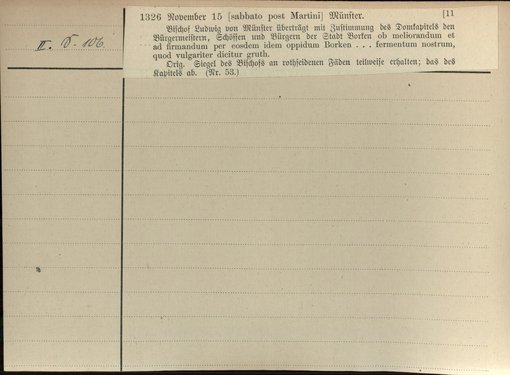 1326 November 15 [sabbato post Martini] Münster. [11
Bischof Ludwig von Münster überträgt mit Zustimmung des Domkapitels den
Bürgermeistern, Schöffen und Bürgern der Stadt Borken ob meliorandum et
ad firmandum per eosdem idem oppidum Borken . . . fermentum nostrum,
quod vulgariter dicitur gruth.
Orig. Siegel des Bischofs an rothseidenen Fäden teilweise erhalten; das des
Kapitels ab. (Nr. 53.)
II. 106